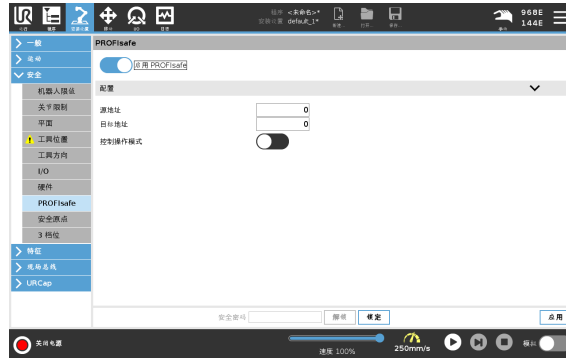 UR
运行
程序
安装设置
移动
I/O
日志
程序 <未命名>*
安装设置 default_1*
新建...
打开...
保存...
968E
144E
一般
运动
安全
机器人限值
关节限制
平面
工具位置
工具方向
I/O
硬件
PROFIsafe
安全原点
3 档位
特征
现场总线
URCap
PROFIsafe
启用 PROFIsafe
配置
源地址 0
目标地址 0
控制操作模式
安全密码
解锁
锁定
应用
关闭电源
速度 100%
250mm/s
模拟